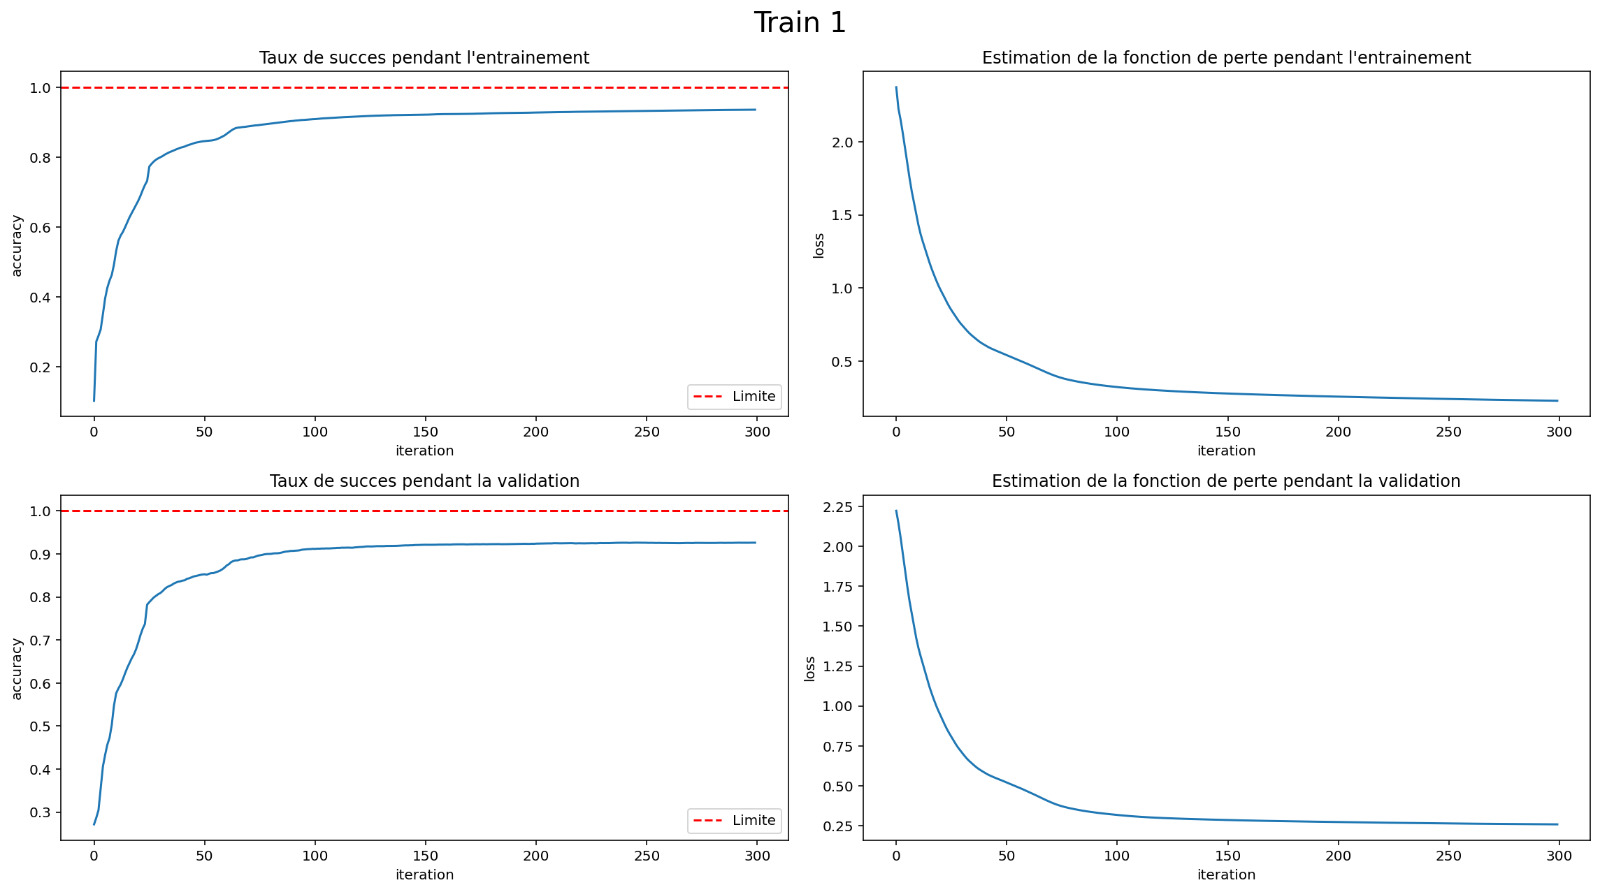 Train 1
Taux de succes pendant l'entrainement
accuracy
1.0
0.8
0.6
0.4
0.2
Limite
0 50 100 150 200 250 300
iteration
Estimation de la fonction de perte pendant l'entrainement
loss
2.0
1.5
1.0
0.5
0 50 100 150 200 250 300
iteration
Taux de succes pendant la validation
accuracy
1.0
0.9
0.8
0.7
0.6
0.5
0.4
0.3
Limite
0 50 100 150 200 250 300
iteration
Estimation de la fonction de perte pendant la validation
loss
2.25
2.00
1.75
1.50
1.25
1.00
0.75
0.50
0.25
0 50 100 150 200 250 300
iteration